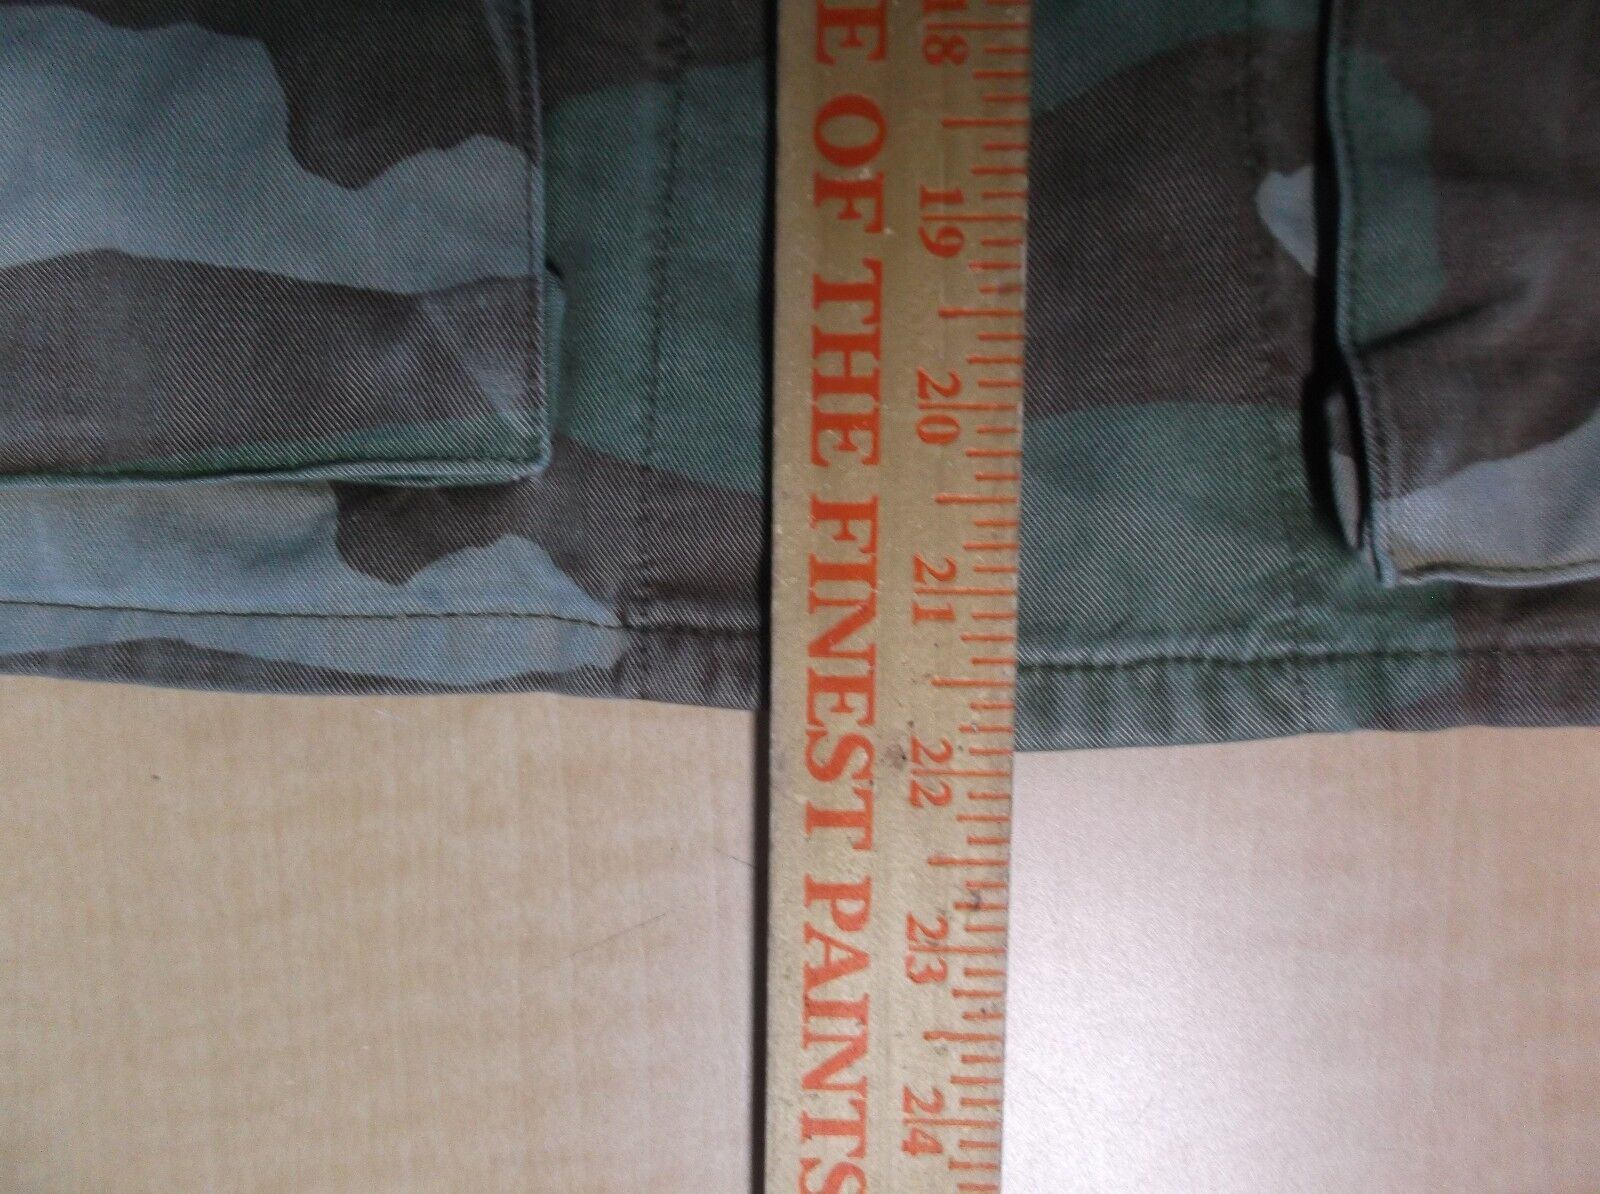 E OF THE FINEST PAINTS
18 19 20 21 22 23 24